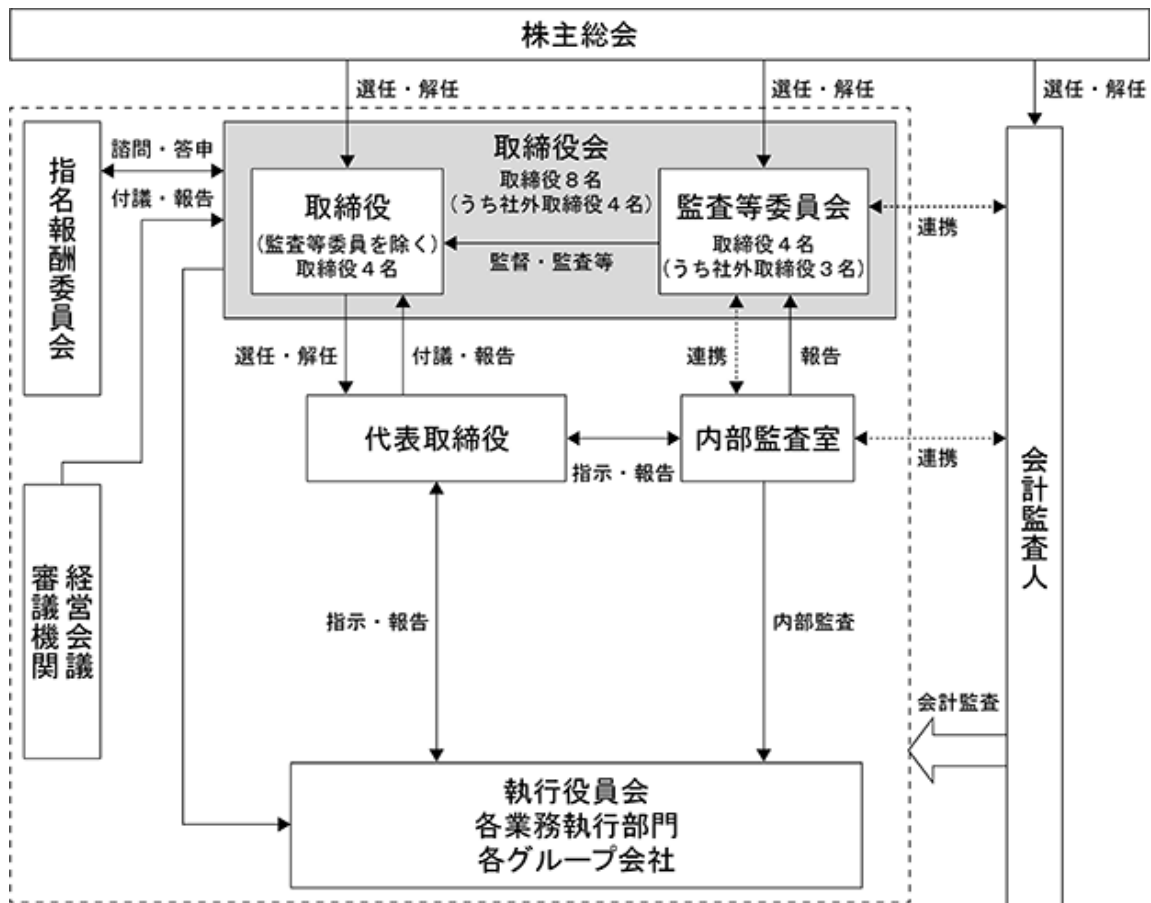 株主総会
選任・解任
選任・解任
選任・解任
指名報酬委員会
諮問・答申
付議・報告
取締役会
取締役8名
(うち社外取締役4名)
取締役
(監査等委員を除く)
取締役4名
監督・監査等
監査等委員会
取締役4名
(うち社外取締役3名)
連携
選任・解任
付議・報告
連携
報告
代表取締役
指示・報告
内部監査室
連携
会計監査人
経営会議
審議機関
指示・報告
内部監査
会計監査
執行役員会
各業務執行部門
各グループ会社